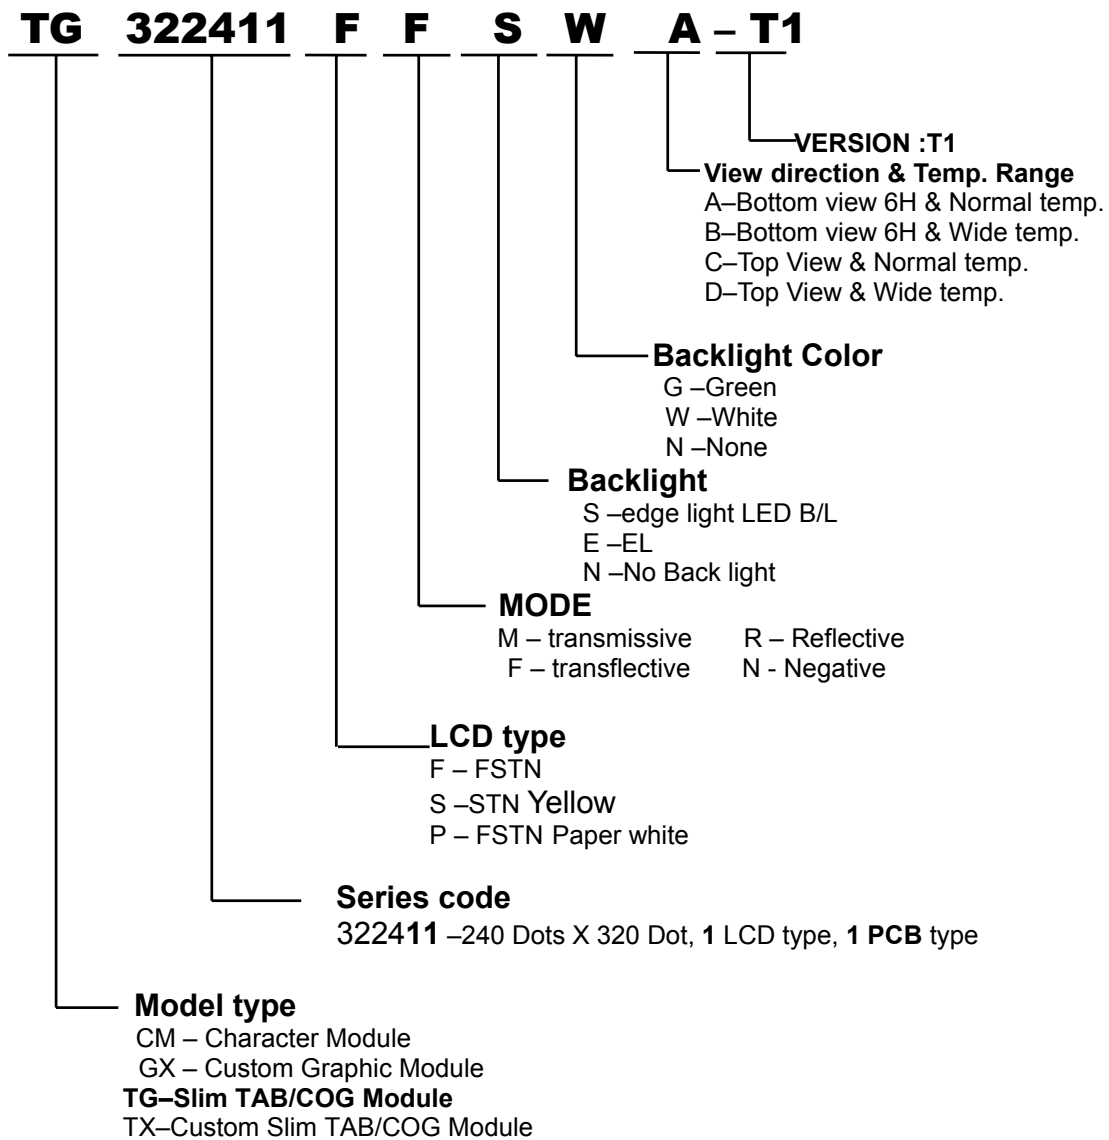 TG 322411 F F S W A – T1
VERSION :T1
View direction & Temp. Range
A–Bottom view 6H & Normal temp.
B–Bottom view 6H & Wide temp.
C–Top View & Normal temp.
D–Top View & Wide temp.
Backlight Color
G –Green
W –White
N –None
Backlight
S –edge light LED B/L
E –EL
N –No Back light
MODE
M – transmissive R – Reflective
F – transflective N - Negative
LCD type
F – FSTN
S –STN Yellow
P – FSTN Paper white
Series code
322411 –240 Dots X 320 Dot, 1 LCD type, 1 PCB type
Model type
CM – Character Module
GX – Custom Graphic Module
TG–Slim TAB/COG Module
TX–Custom Slim TAB/COG Module